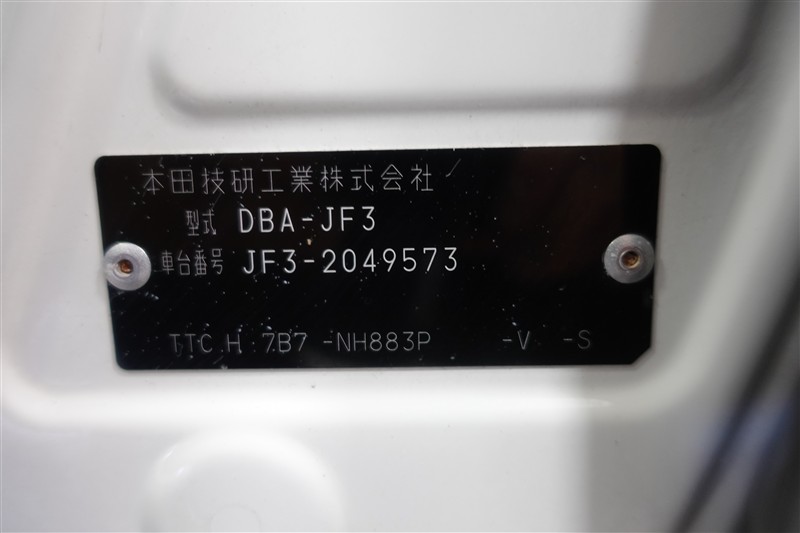 本田技研工業株式会社
型式 DBA-JF3
車台番号 JF3-2049573
TTC H 7B7 -NH883P -V -S